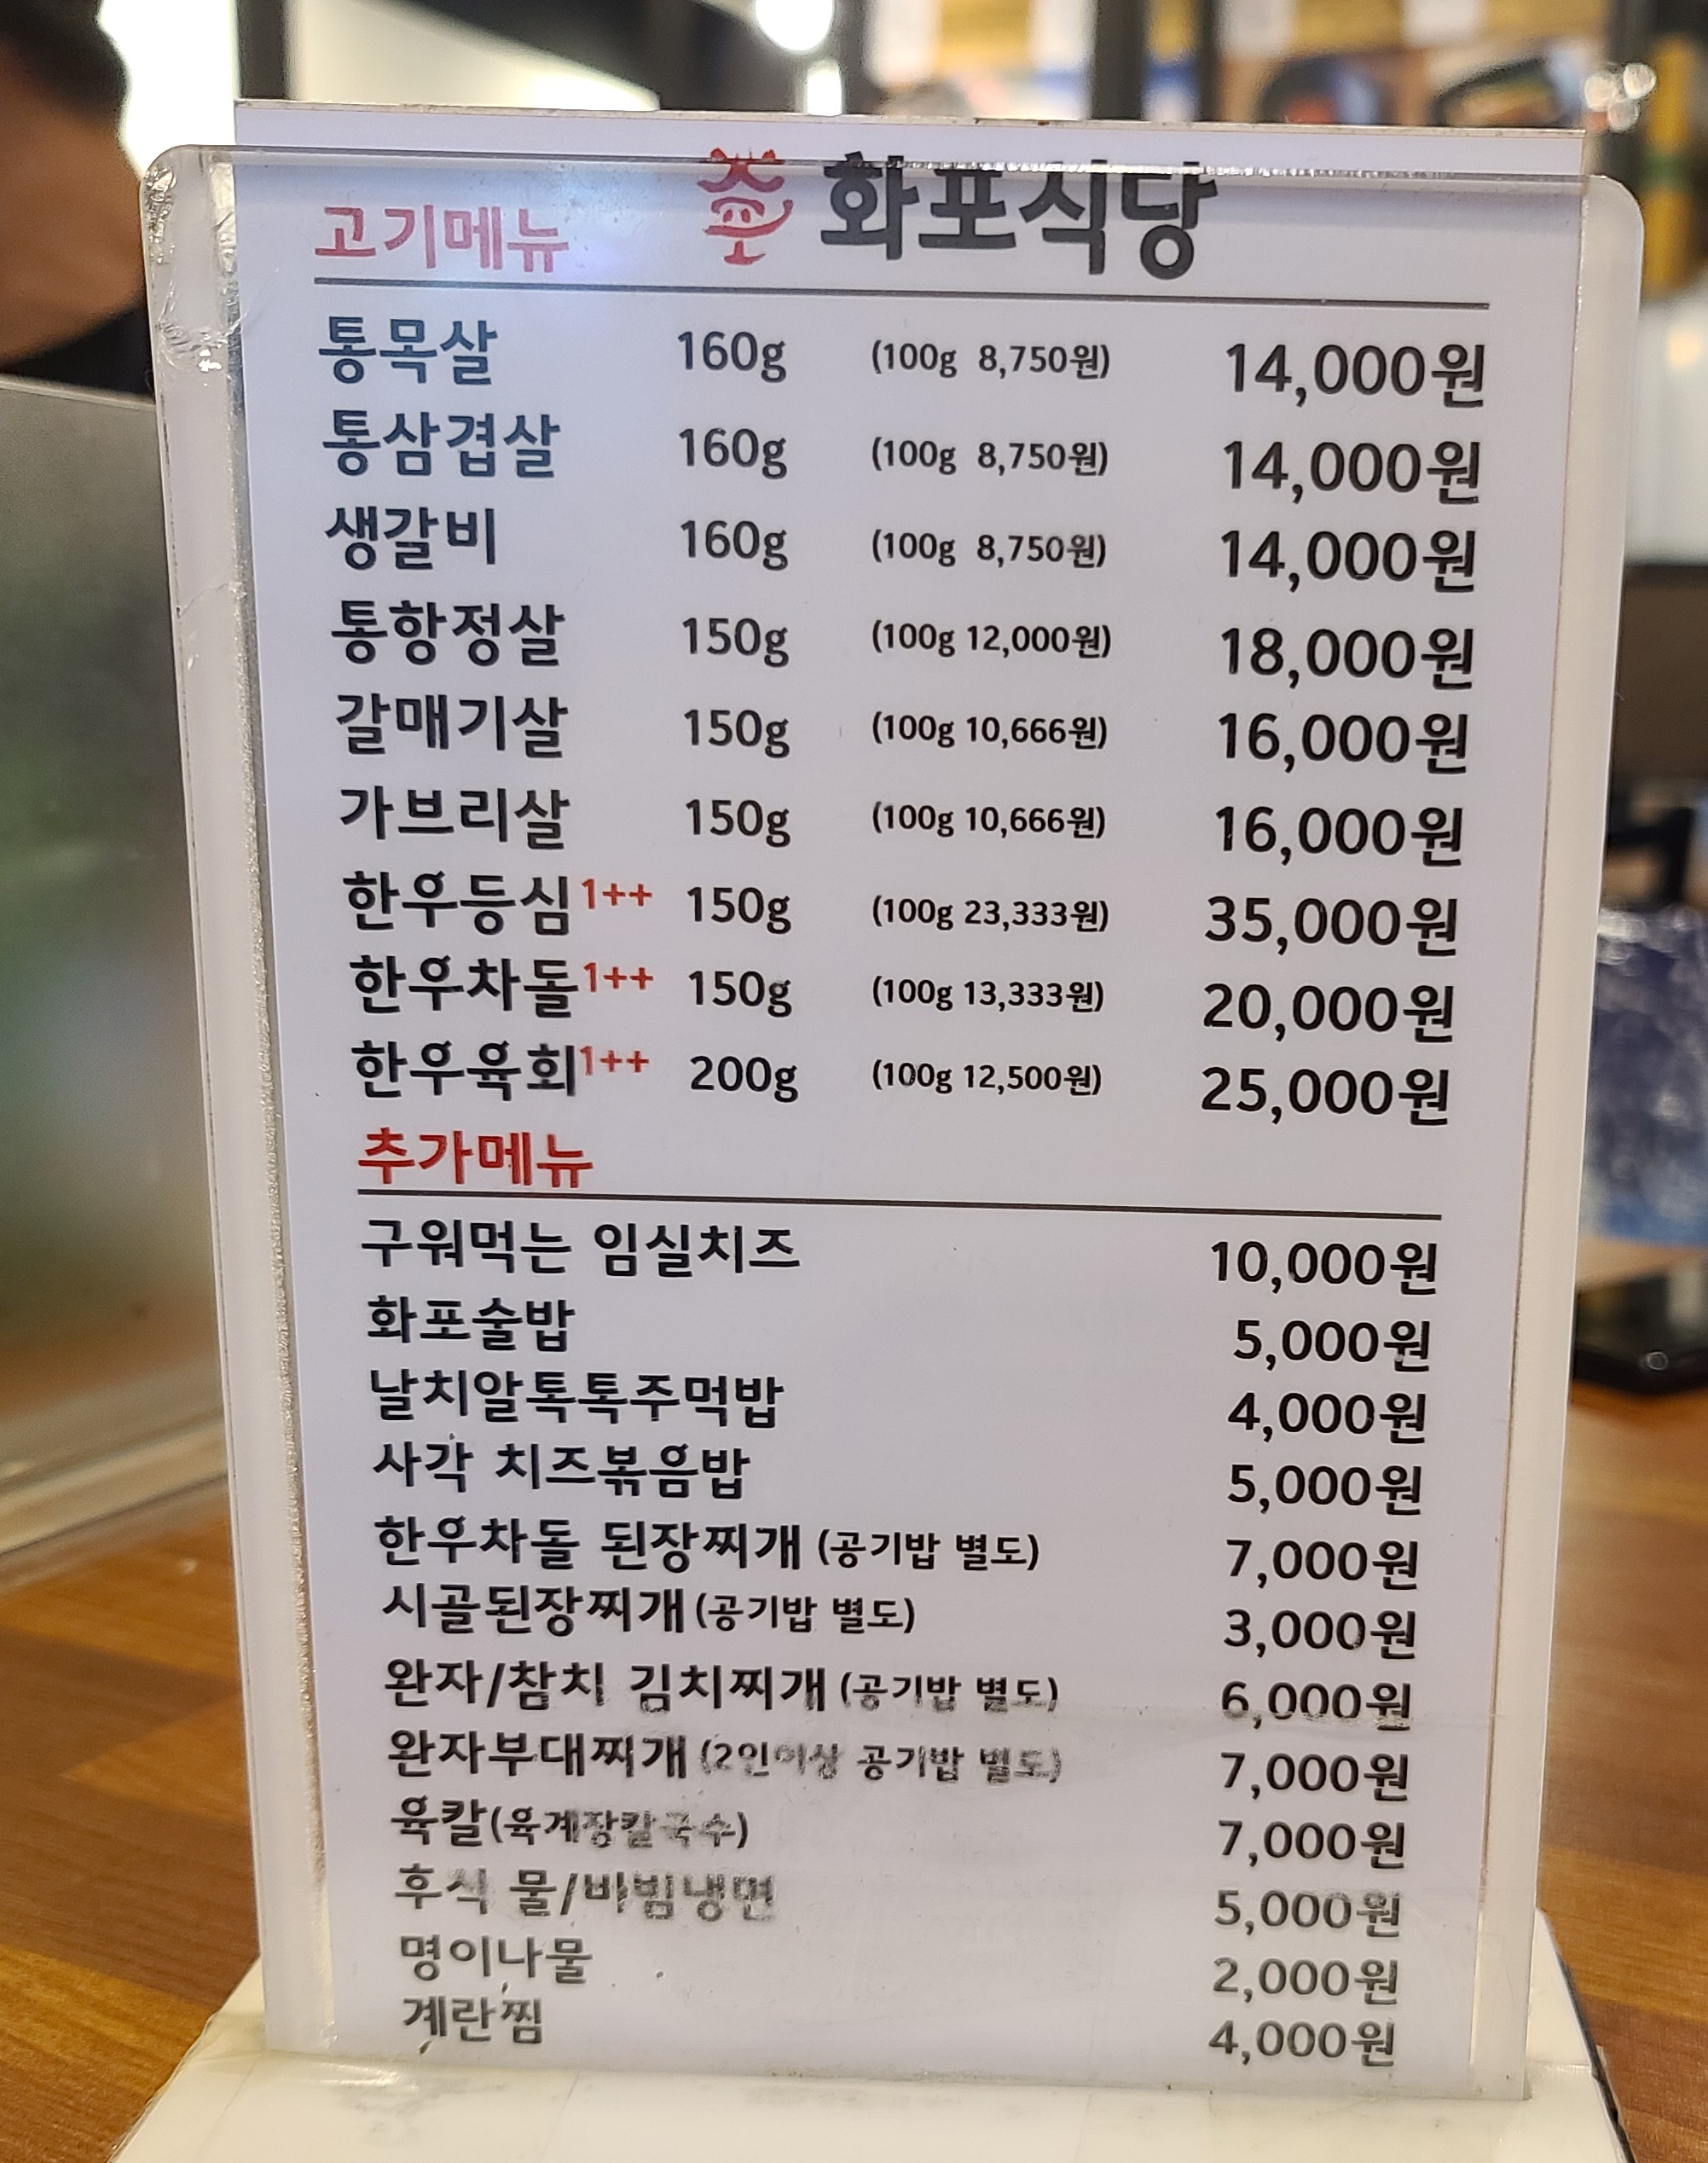 화포식당
고기메뉴
통목살 160g (100g 8,750원) 14,000원
통삼겹살 160g (100g 8,750원) 14,000원
생갈비 160g (100g 8,750원) 14,000원
통항정살 150g (100g 12,000원) 18,000원
갈매기살 150g (100g 10,666원) 16,000원
가브리살 150g (100g 10,666원) 16,000원
한우등심1++ 150g (100g 23,333원) 35,000원
한우차돌1++ 150g (100g 13,333원) 20,000원
한우육회1++ 200g (100g 12,500원) 25,000원
추가메뉴
구워먹는 임실치즈 10,000원
화포술밥 5,000원
날치알톡톡주먹밥 4,000원
사각 치즈볶음밥 5,000원
한우차돌 된장찌개 (공기밥 별도) 7,000원
시골된장찌개 (공기밥 별도) 3,000원
완자/참치 김치찌개 (공기밥 별도) 6,000원
완자부대찌개 (2인이상 공기밥 별도) 7,000원
육칼(육계장칼국수) 7,000원
후식 물/비빔냉면 5,000원
명이나물 2,000원
계란찜 4,000원